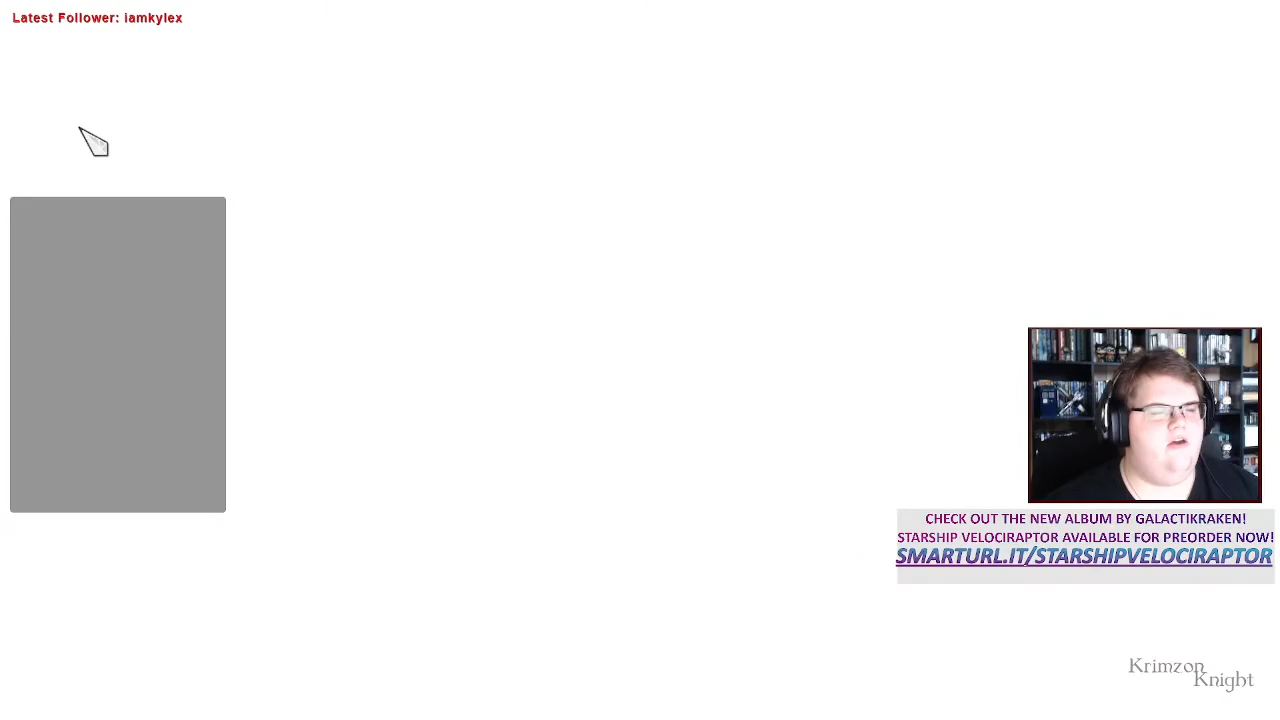 Latest Follower: iamkylex
CHECK OUT THE NEW ALBUM BY GALACTIKRAKEN!
STARSHIP VELOCIRAPTOR AVAILABLE FOR PREORDER NOW!
SMARTURL.IT/STARSHIPVELOCIRAPTOR
Krimzon
Knight